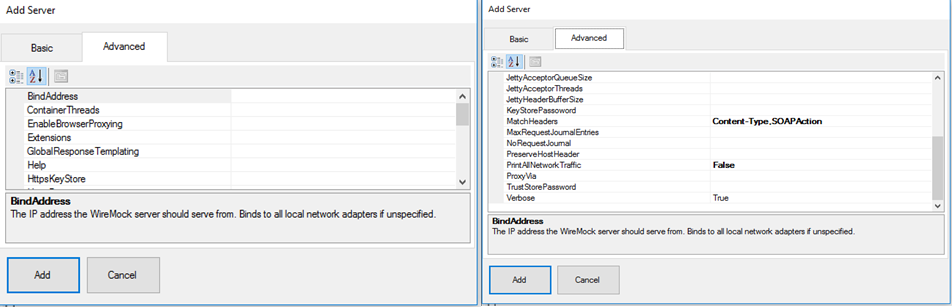 Add Server
Basic
Advanced
BindAddress
ContainerThreads
EnableBrowserProxying
Extensions
GlobalResponseTemplating
Help
HttpsKeyStore
BindAddress
The IP address the WireMock server should serve from. Binds to all local network adapters if unspecified.
Add
Cancel
Add Server
Basic
Advanced
JettyAcceptorQueueSize
JettyAcceptorThreads
JettyHeaderBufferSize
KeyStorePassword
MatchHeaders Content-Type,SOAPAction
MaxRequestJournalEntries
NoRequestJournal
PreserveHostHeader
PrintAllNetworkTraffic False
ProxyVia
TrustStorePassword
Verbose True
BindAddress
The IP address the WireMock server should serve from. Binds to all local network adapters if unspecified.
Add
Cancel